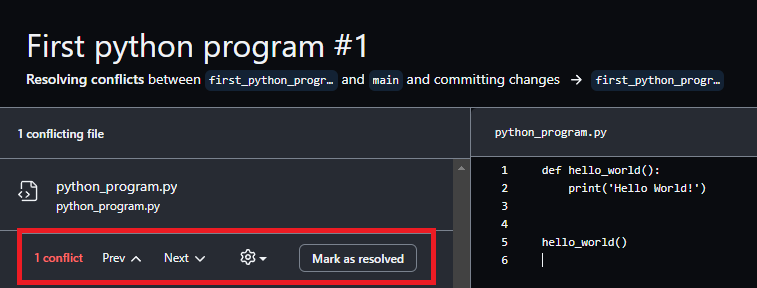 First python program #1
Resolving conflicts between first_python_progr… and main and committing changes → first_python_progr…
1 conflicting file
python_program.py
python_program.py
1 conflict Prev Next Mark as resolved
python_program.py
1 def hello_world():
2     print('Hello World!')
3
4
5 hello_world()
6